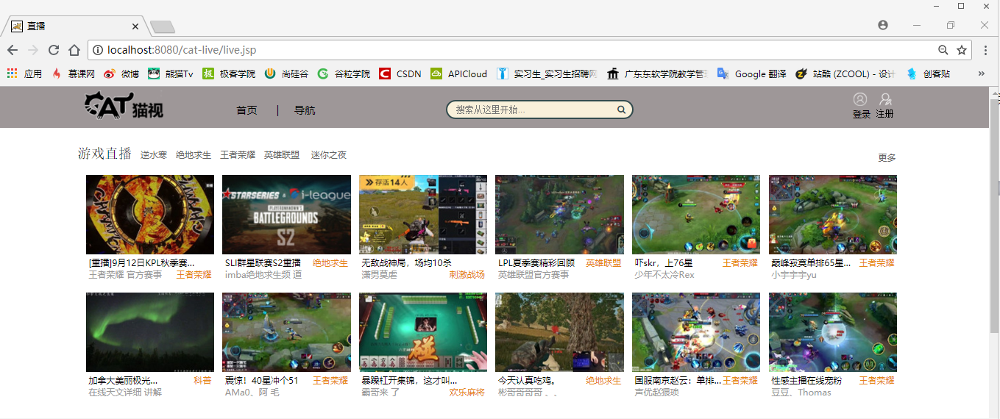 直播
localhost:8080/cat-live/live.jsp
应用 慕课网 微博 熊猫Tv 极客学院 尚硅谷 谷粒学院 CSDN APICloud 实习生_实习生招聘网 广东东软学院教学管理 Google 翻译 站酷 (ZCOOL) - 设计 创客贴 »
CAT 猫视 首页 | 导航 搜索从这里开始... 登录 注册
游戏直播 逆水寒 绝地求生 王者荣耀 英雄联盟 迷你之夜 更多
STARSERIES & i-league
PLAYERUNKNOWN'S
BATTLEGROUNDS
S2
存活14人
[重播]9月12日KPL秋季赛... SLI群星联赛S2重播 绝地求生 无敌战神局，场均10杀 LPL夏季赛精彩回顾 英雄联盟 吓skr，上76星 王者荣耀 巅峰寂寞单排65星... 王者荣耀
王者荣耀 官方赛事 王者荣耀 imba绝地求生频 道 潇男莫虐 刺激战场 英雄联盟官方赛事 少年不太冷Rex 小宇宇宇yu
碰
加拿大美丽极光... 科普 震惊！40星冲个51 王者荣耀 暴躁杠开集锦，这才叫... 今天认真吃鸡。 绝地求生 国服南京赵云：单排... 王者荣耀 性感主播在线宠粉 王者荣耀
在线天文详细 讲解 AMa0、阿 毛 霸哥来 了 欢乐麻将 彬哥哥哥哥 、、 声优赵猥琐 豆豆、Thomas